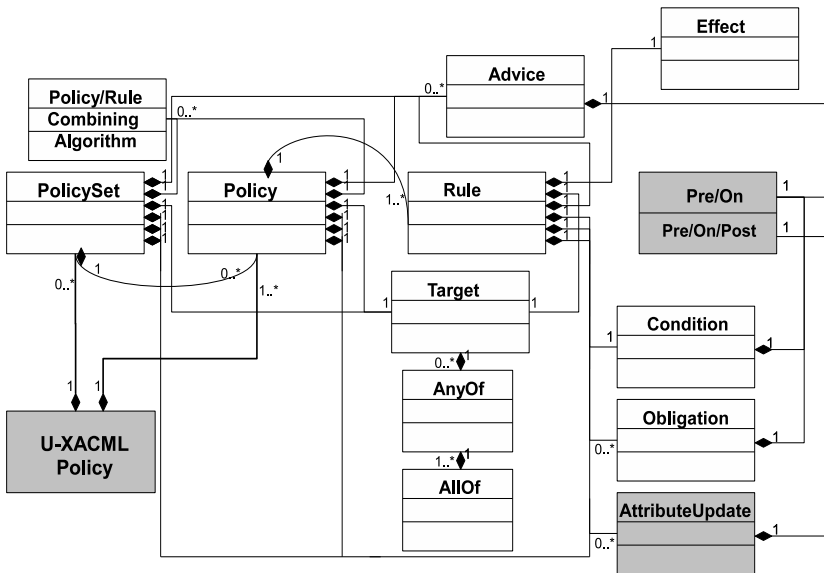 Effect
1
Advice
0..*
1
Policy/Rule
Combining
Algorithm
0..*
PolicySet
1
1
1
1
1
Policy
1
1
1
1
1
1
Rule
1..*
1
1
1
1
1
Pre/On
1
Pre/On/Post
1
0..*
1
0..*
1..*
Target
1
1
1
0..*
AnyOf
1
1..*
AllOf
Condition
1
1
Obligation
0..*
1
AttributeUpdate
0..*
1
1
1
U-XACML
Policy